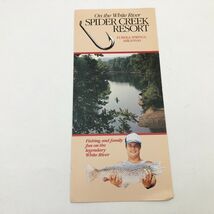 On the White River
SPIDER CREEK
RESORT
EUREKA SPRINGS
ARKANSAS
Fishing and family
fun on the
legendary
White River